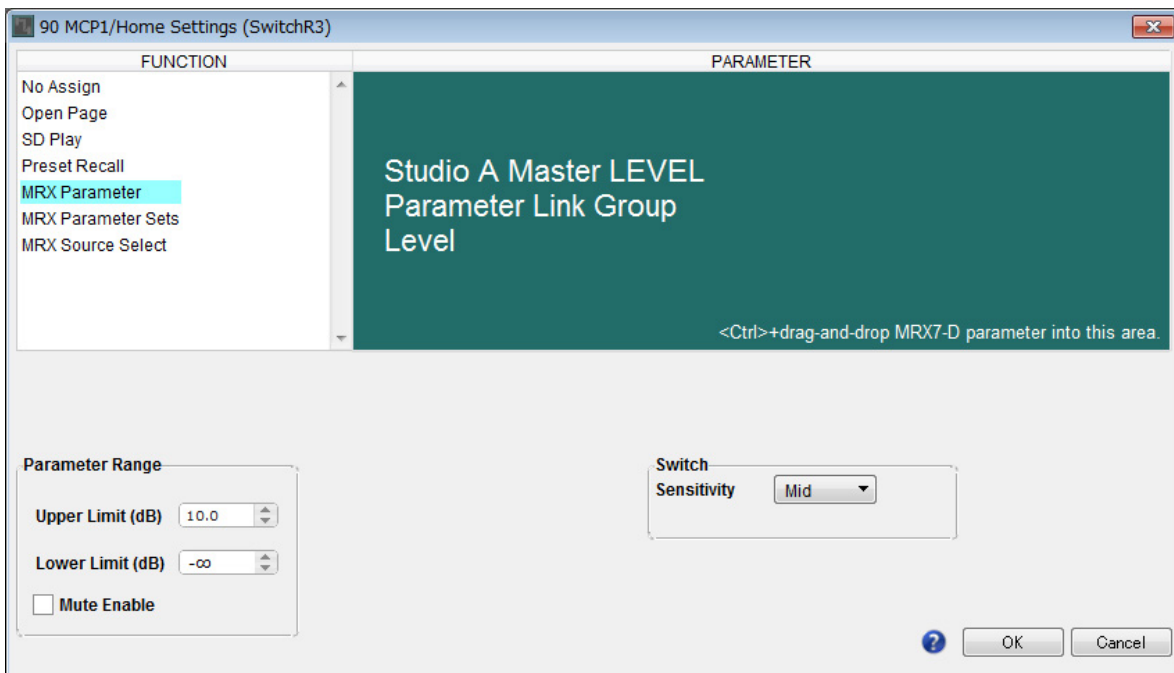 90 MCP1/Home Settings (SwitchR3)
FUNCTION
PARAMETER
No Assign
Open Page
SD Play
Preset Recall
MRX Parameter
MRX Parameter Sets
MRX Source Select
Studio A Master LEVEL
Parameter Link Group
Level
<Ctrl>+drag-and-drop MRX7-D parameter into this area.
Parameter Range
Upper Limit (dB) 10.0
Lower Limit (dB) -∞
Mute Enable
Switch
Sensitivity Mid
? OK Cancel